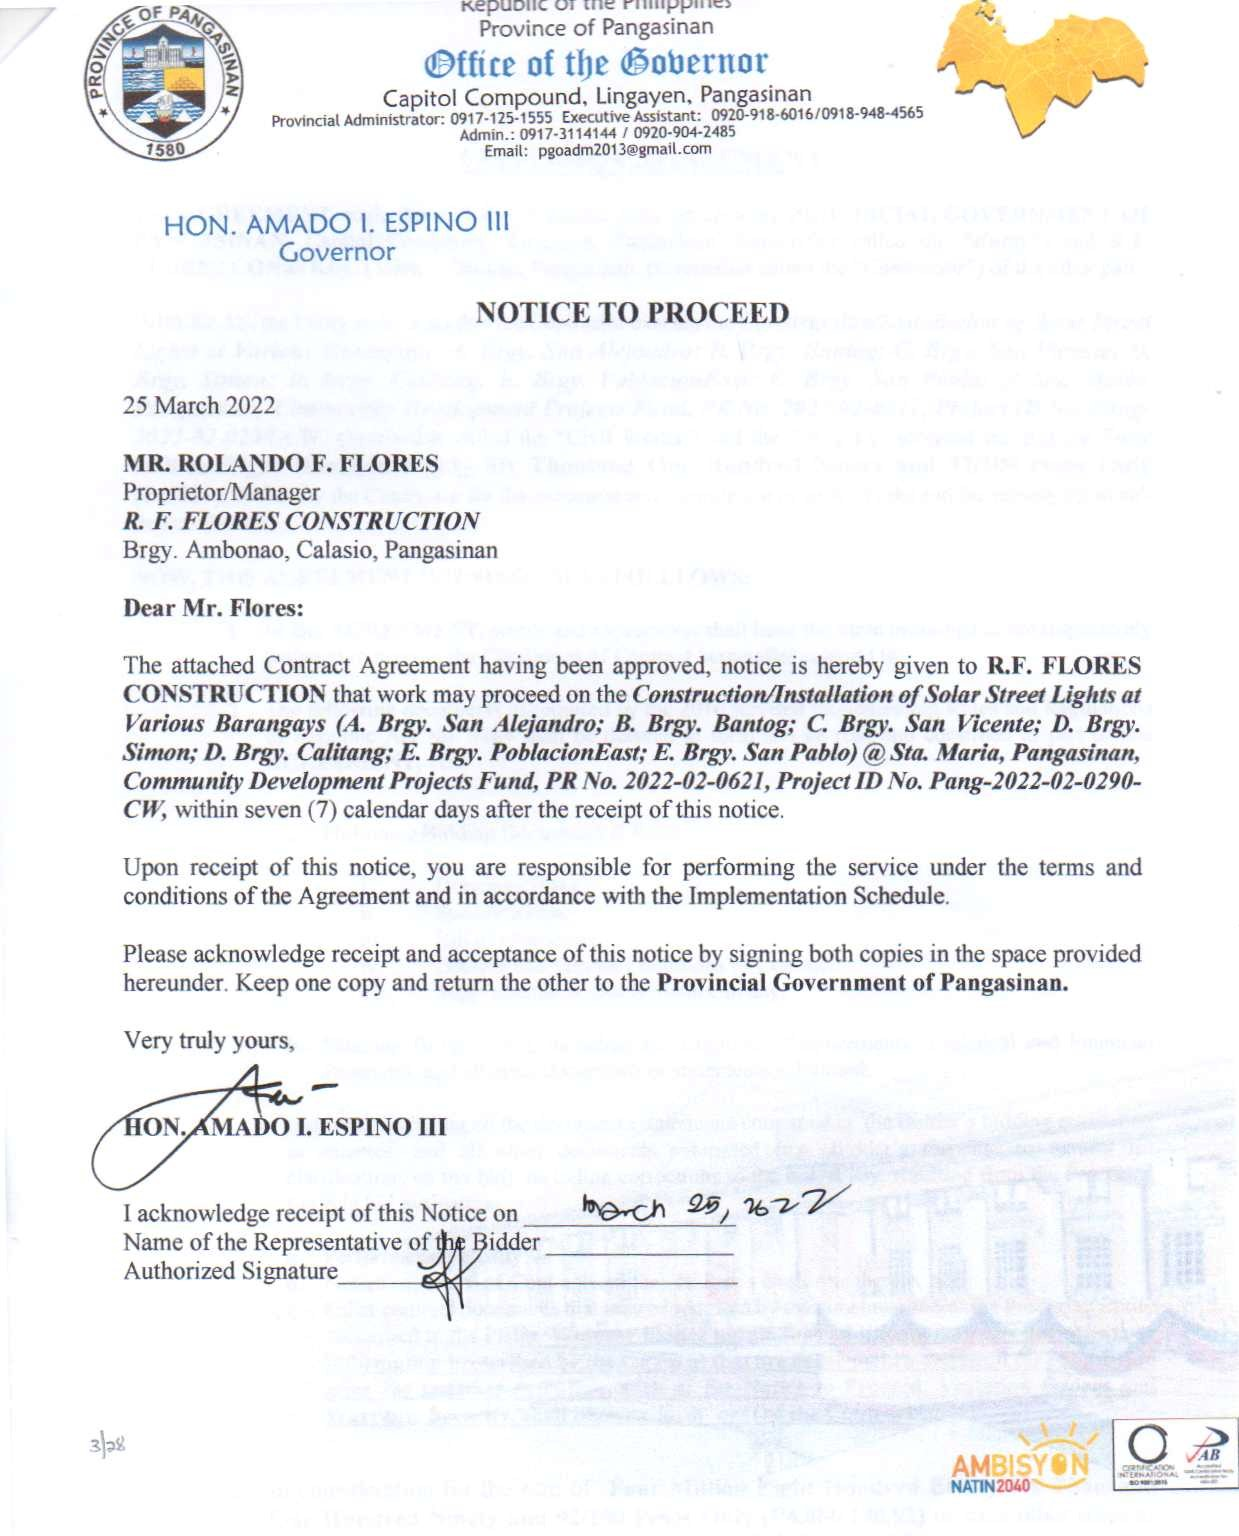 PROVINCE OF PANGASINAN
1580
Republic of the Philippines
Province of Pangasinan
Office of the Governor
Capitol Compound, Lingayen, Pangasinan
Provincial Administrator: 0917-125-1555 Executive Assistant: 0920-918-6016/0918-948-4565
Admin.: 0917-3114144 / 0920-904-2485
Email: pgoadm2013@gmail.com
HON. AMADO I. ESPINO III
Governor
NOTICE TO PROCEED
25 March 2022
MR. ROLANDO F. FLORES
Proprietor/Manager
R. F. FLORES CONSTRUCTION
Brgy. Ambonao, Calasio, Pangasinan
Dear Mr. Flores:
The attached Contract Agreement having been approved, notice is hereby given to R.F. FLORES
CONSTRUCTION that work may proceed on the Construction/Installation of Solar Street Lights at
Various Barangays (A. Brgy. San Alejandro; B. Brgy. Bantog; C. Brgy. San Vicente; D. Brgy.
Simon; D. Brgy. Calitang; E. Brgy. PoblacionEast; E. Brgy. San Pablo) @ Sta. Maria, Pangasinan,
Community Development Projects Fund, PR No. 2022-02-0621, Project ID No. Pang-2022-02-0290-
CW, within seven (7) calendar days after the receipt of this notice.
Upon receipt of this notice, you are responsible for performing the service under the terms and
conditions of the Agreement and in accordance with the Implementation Schedule.
Please acknowledge receipt and acceptance of this notice by signing both copies in the space provided
hereunder. Keep one copy and return the other to the Provincial Government of Pangasinan.
Very truly yours,
HON. AMADO I. ESPINO III
I acknowledge receipt of this Notice on March 25, 2022
Name of the Representative of the Bidder
Authorized Signature
3/28
AMBISYON
NATIN 2040
CERTIFICATION
INTERNATIONAL
AB